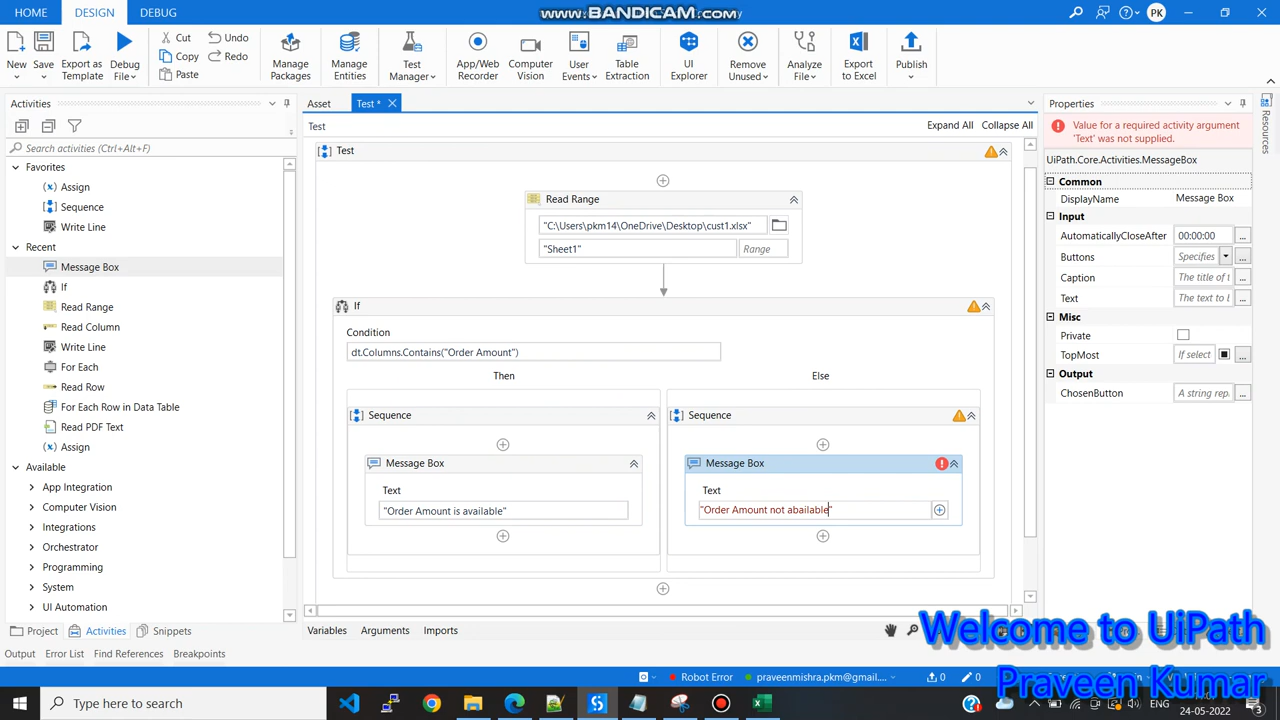 HOME DESIGN DEBUG www.BANDICAM.com PK
New Save Export as Template Debug File Cut Copy Paste Undo Redo Manage Packages Manage Entities Test Manager App/Web Recorder Computer Vision User Events Table Extraction UI Explorer Remove Unused Analyze File Export to Excel Publish
Activities
Search activities (Ctrl+Alt+F)
Favorites
Assign
Sequence
Write Line
Recent
Message Box
If
Read Range
Read Column
Write Line
For Each
Read Row
For Each Row in Data Table
Read PDF Text
Assign
Available
App Integration
Computer Vision
Integrations
Orchestrator
Programming
System
UI Automation
Project Activities Snippets
Asset Test *
Test Expand All Collapse All
Test
Read Range
"C:\Users\pkm14\OneDrive\Desktop\cust1.xlsx"
"Sheet1" Range
If
Condition
dt.Columns.Contains("Order Amount")
Then Else
Sequence Sequence
Message Box Message Box
Text Text
"Order Amount is available" "Order Amount not abailable"
Variables Arguments Imports
Properties
Value for a required activity argument
'Text' was not supplied.
UiPath.Core.Activities.MessageBox
Common
DisplayName Message Box
Input
AutomaticallyCloseAfter 00:00:00 ...
Buttons Specifies ...
Caption The title of t ...
Text The text to l ...
Misc
Private
TopMost If select ...
Output
ChosenButton A string rep ...
Resources
Output Error List Find References Breakpoints
Welcome to UiPath
Robot Error praveenmishra.pkm@gmail.... 0 0
Praveen Kumar
Type here to search
ENG
24-05-2022
3